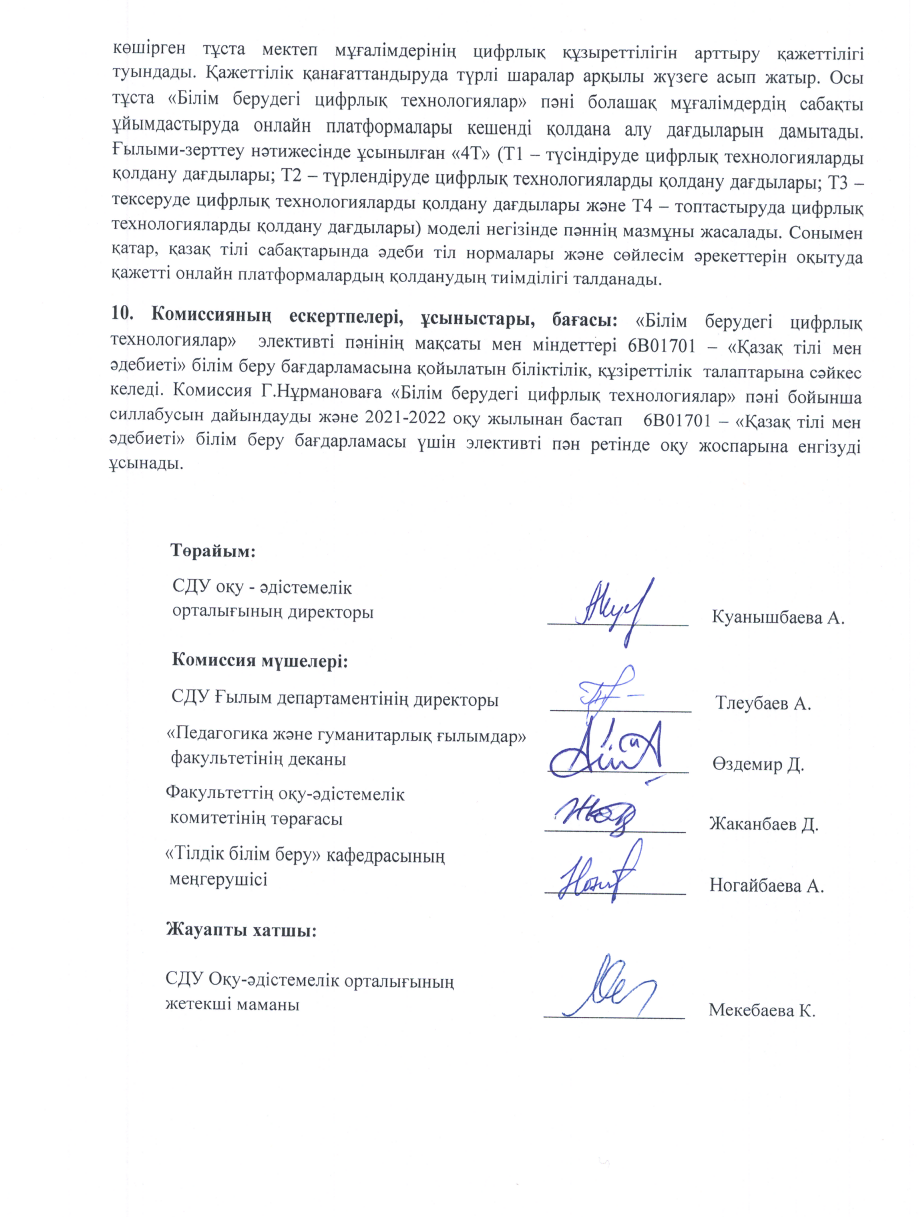 көшірген тұста мектеп мұғалімдерінің цифрлық құзыреттілігін арттыру қажеттілігі
туындады. Қажеттілік қанағаттандыруда түрлі шаралар арқылы жүзеге асып жатыр. Осы
тұста «Білім берудегі цифрлық технологиялар» пәні болашақ мұғалімдердің сабақты
ұйымдастыруда онлайн платформалары кешенді қолдана алу дағдыларын дамытады.
Ғылыми-зерттеу нәтижесінде ұсынылған «4Т» (Т1 – түсіндіруде цифрлық технологияларды
қолдану дағдылары; Т2 – түрлендіруде цифрлық технологияларды қолдану дағдылары; Т3 –
тексеруде цифрлық технологияларды қолдану дағдылары және Т4 – топтастыруда цифрлық
технологияларды қолдану дағдылары) моделі негізінде пәннің мазмұны жасалады. Сонымен
қатар, қазақ тілі сабақтарында әдеби тіл нормалары және сөйлесім әрекеттерін оқытуда
қажетті онлайн платформалардың қолданудың тиімділігі талданады.
10. Комиссияның ескертпелері, ұсыныстары, бағасы: «Білім берудегі цифрлық
технологиялар» элективті пәнінің мақсаты мен міндеттері 6В01701 – «Қазақ тілі мен
әдебиеті» білім беру бағдарламасына қойылатын біліктілік, құзіреттілік талаптарына сәйкес
келеді. Комиссия Г.Нұрмановаға «Білім берудегі цифрлық технологиялар» пәні бойынша
силлабусын дайындауды және 2021-2022 оқу жылынан бастап 6В01701 – «Қазақ тілі мен
әдебиеті» білім беру бағдарламасы үшін элективті пән ретінде оқу жоспарына енгізуді
ұсынады.
Төрайым:
СДУ оқу - әдістемелік
орталығының директоры Куанышбаева А.
Комиссия мүшелері:
СДУ Ғылым департаментінің директоры Тлеубаев А.
«Педагогика және гуманитарлық ғылымдар»
факультетінің деканы Өздемир Д.
Факультеттің оқу-әдістемелік
комитетінің төрағасы Жаканбаев Д.
«Тілдік білім беру» кафедрасының
меңгерушісі Ногайбаева А.
Жауапты хатшы:
СДУ Оқу-әдістемелік орталығының
жетекші маманы Мекебаева К.